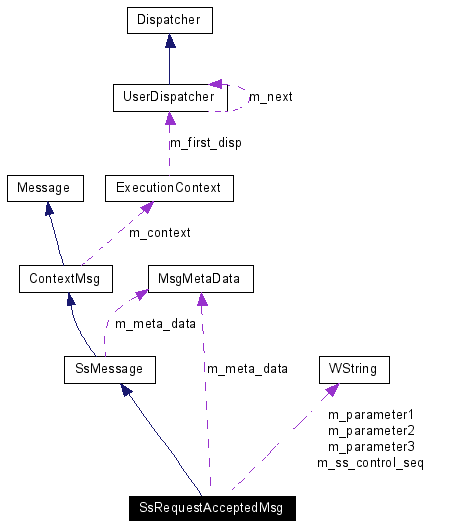 Dispatcher
UserDispatcher
m_next
m_first_disp
Message
ExecutionContext
m_context
ContextMsg
MsgMetaData
m_meta_data
SsMessage
m_meta_data
WString
m_parameter1
m_parameter2
m_parameter3
m_ss_control_seq
SsRequestAcceptedMsg